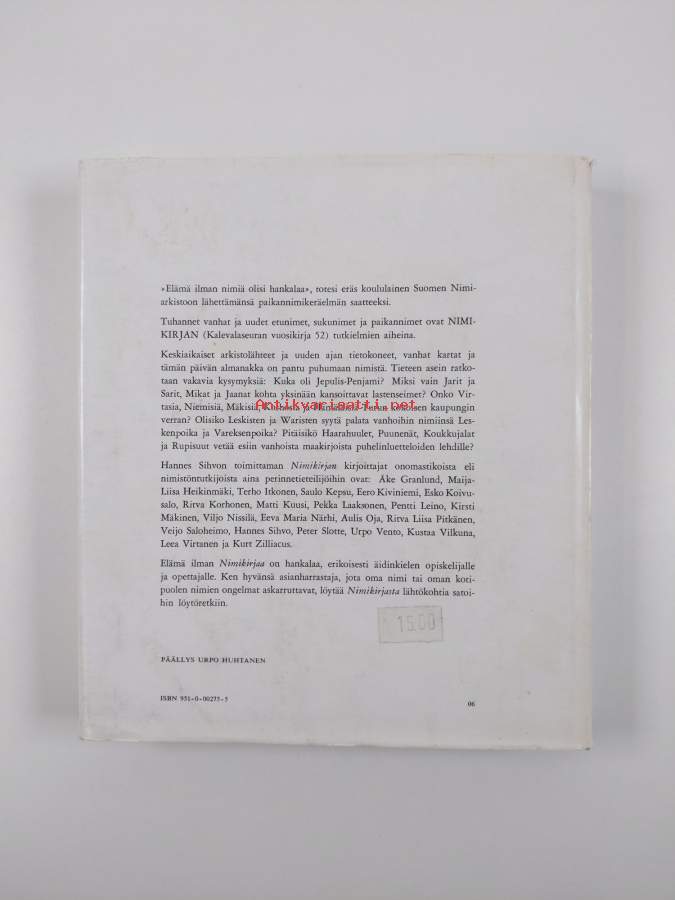 »Elämä ilman nimiä olisi hankalaa», totesi eräs koululainen Suomen Nimi-
arkistoon lähettämänsä paikannimikeräelmän saatteeksi.
Tuhannet vanhat ja uudet etunimet, sukunimet ja paikannimet ovat NIMI-
KIRJAN (Kalevalaseuran vuosikirja 52) tutkielmien aiheina.
Keskiaikaiset arkistolähteet ja uuden ajan tietokoneet, vanhat kartat ja
tämän päivän almanakka on pantu puhumaan nimistä. Tieteen asein ratko-
taan vakavia kysymyksiä: Kuka oli Jepulis-Penjami? Miksi vain Jarit ja
Sarit, Mikat ja Jaanat kohta yksinään kansoittavat lastenseimet? Onko Vir-
tasia, Niemisiä, Mäkisiä, ja Turun kokoisen kaupungin
Antikvariaatti.net
verran? Olisiko Leskisten ja Waristen syytä palata vanhoihin nimiinsä Les-
kenpoika ja Vareksenpoika? Pitäisikö Haarahuulet, Puunenät, Koukkujalat
ja Rupisuut vetää esiin vanhoista maakirjoista puhelinluetteloiden lehdille?
Hannes Sihvon toimittaman Nimikirjan kirjoittajat onomastikoista eli
nimistöntutkijoista aina perinnetieteilijöihin ovat: Åke Granlund, Maija-
Liisa Heikinmäki, Terho Itkonen, Saulo Kepsu, Eero Kiviniemi, Esko Koivu-
salo, Ritva Korhonen, Matti Kuusi, Pekka Laaksonen, Pentti Leino, Kirsti
Mäkinen, Viljo Nissilä, Eeva Maria Närhi, Aulis Oja, Ritva Liisa Pitkänen,
Veijo Saloheimo, Hannes Sihvo, Peter Slotte, Urpo Vento, Kustaa Vilkuna,
Leea Virtanen ja Kurt Zilliacus.
Elämä ilman Nimikirjaa on hankalaa, erikoisesti äidinkielen opiskelijalle
ja opettajalle. Ken hyvänsä asianharrastaja, jota oma nimi tai oman koti-
puolen nimien ongelmat askarruttavat, löytää Nimikirjasta lähtökohtia satoi-
hin löytöretkiin.
15.00
PÄÄLLYS URPO HUHTANEN
ISBN 951-0-00275-5
06